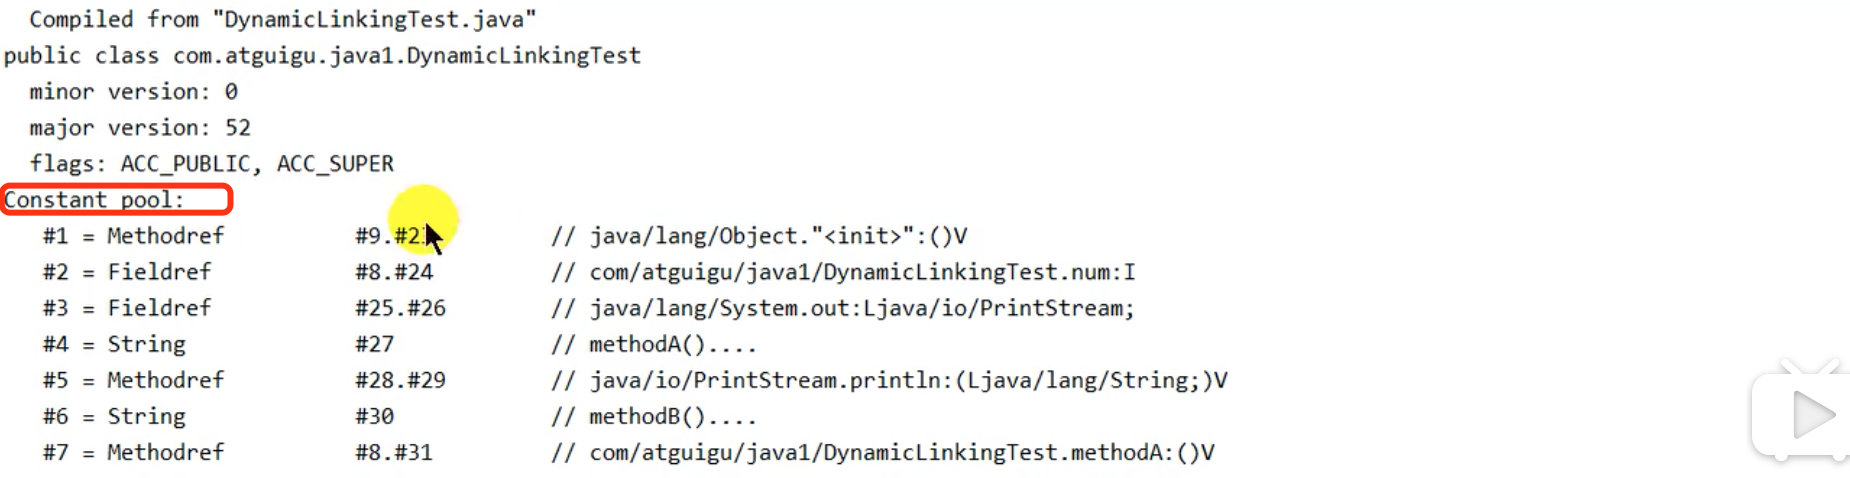 Compiled from "DynamicLinkingTest.java"
public class com.atguigu.java1.DynamicLinkingTest
minor version: 0
major version: 52
flags: ACC_PUBLIC, ACC_SUPER
Constant pool:
#1 = Methodref #9. // java/lang/Object."<init>":()V
#2 = Fieldref #8.#24 // com/atguigu/java1/DynamicLinkingTest.num:I
#3 = Fieldref #25.#26 // java/lang/System.out:Ljava/io/PrintStream;
#4 = String #27 // methodA()....
#5 = Methodref #28.#29 // java/io/PrintStream.println:(Ljava/lang/String;)V
#6 = String #30 // methodB()....
#7 = Methodref #8.#31 // com/atguigu/java1/DynamicLinkingTest.methodA:()V